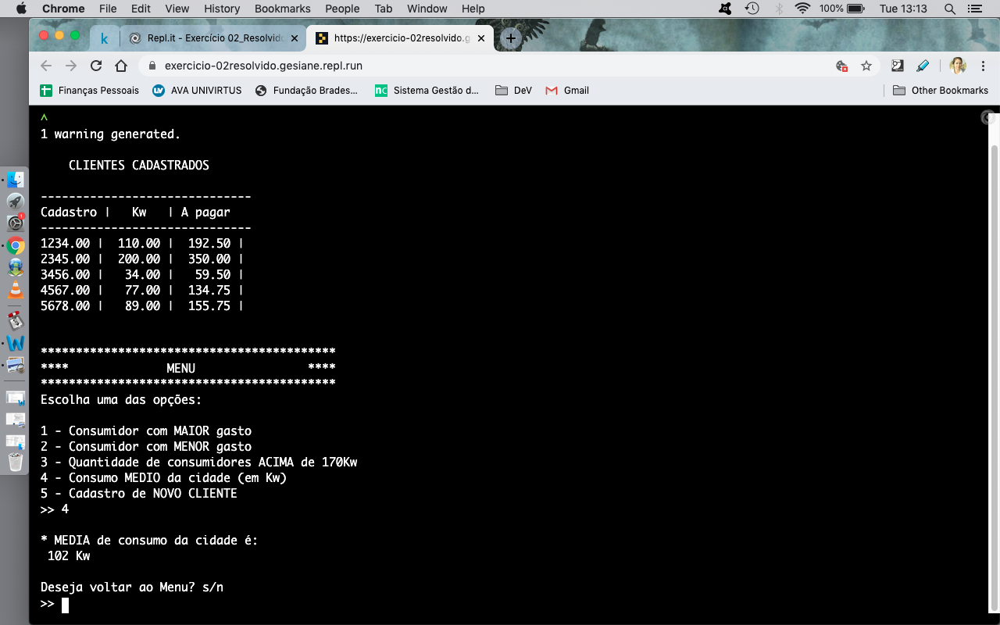 Chrome File Edit View History Bookmarks People Tab Window Help 100% Tue 13:13
k Repl.it - Exercício 02_Resolvid https://exercicio-02resolvido.g
exercicio-02resolvido.gesiane.repl.run
Finanças Pessoais AVA UNIVIRTUS Fundação Brades... nc Sistema Gestão d... DeV Gmail Other Bookmarks
^
1 warning generated.
CLIENTES CADASTRADOS
------------------------------
Cadastro | Kw | A pagar
------------------------------
1234.00 | 110.00 | 192.50 |
2345.00 | 200.00 | 350.00 |
3456.00 | 34.00 | 59.50 |
4567.00 | 77.00 | 134.75 |
5678.00 | 89.00 | 155.75 |
******************************************
**** MENU ****
******************************************
Escolha uma das opções:
1 - Consumidor com MAIOR gasto
2 - Consumidor com MENOR gasto
3 - Quantidade de consumidores ACIMA de 170Kw
4 - Consumo MEDIO da cidade (em Kw)
5 - Cadastro de NOVO CLIENTE
>> 4
* MEDIA de consumo da cidade é:
102 Kw
Deseja voltar ao Menu? s/n
>>